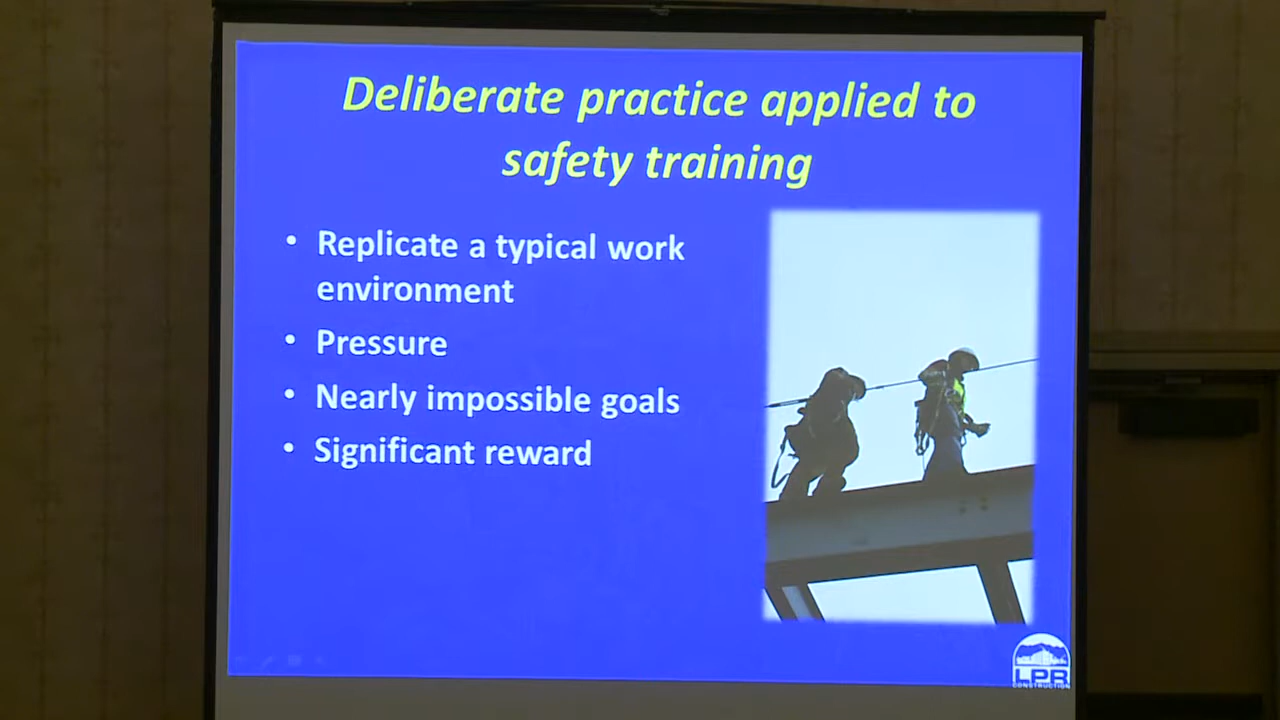 Deliberate practice applied to
safety training
• Replicate a typical work
environment
• Pressure
• Nearly impossible goals
• Significant reward
LPR
CONSTRUCTION